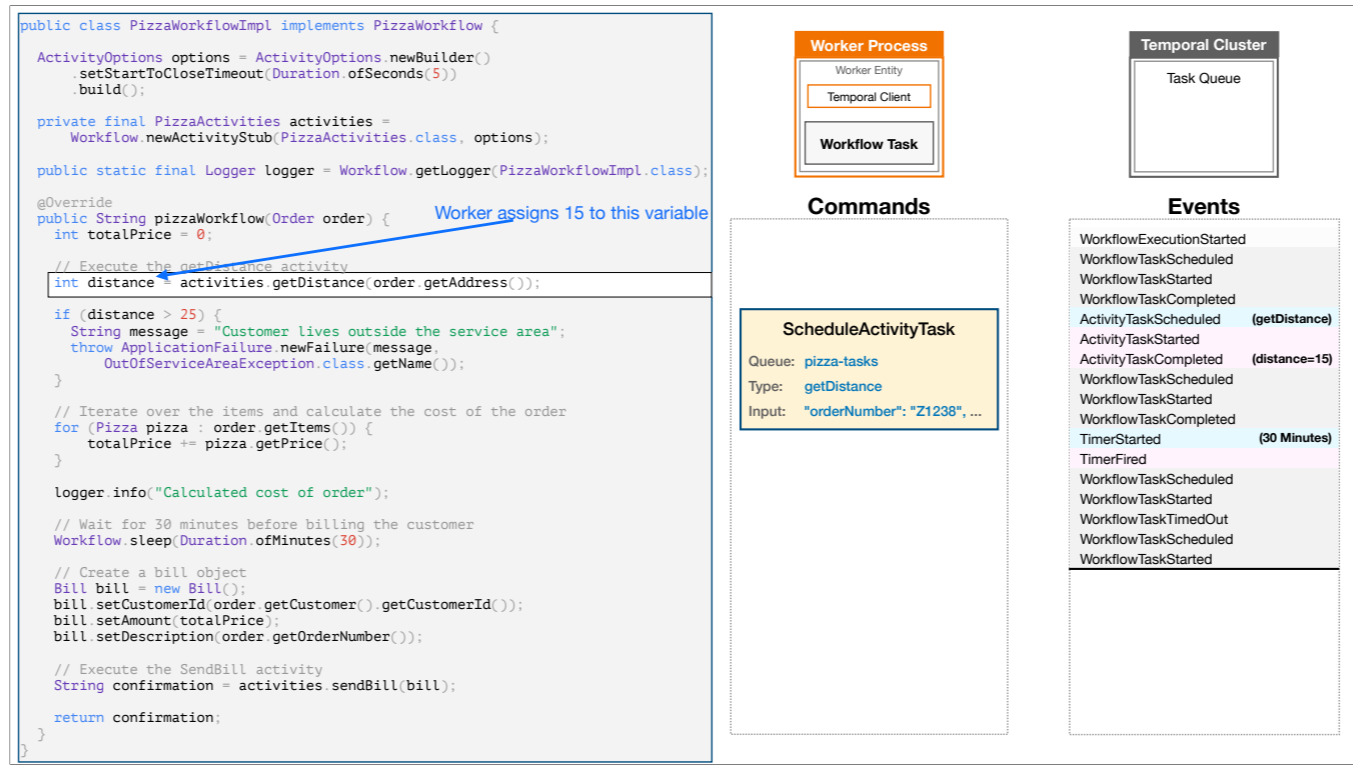 public class PizzaWorkflowImpl implements PizzaWorkflow {
ActivityOptions options = ActivityOptions.newBuilder()
.setStartToCloseTimeout(Duration.ofSeconds(5))
.build();
private final PizzaActivities activities =
Workflow.newActivityStub(PizzaActivities.class, options);
public static final Logger logger = Workflow.getLogger(PizzaWorkflowImpl.class);
@Override
public String pizzaWorkflow(Order order) {
Worker assigns 15 to this variable
int totalPrice = 0;
// Execute the getDistance activity
int distance = activities.getDistance(order.getAddress());
if (distance > 25) {
String message = "Customer lives outside the service area";
throw ApplicationFailure.newFailure(message,
OutOfServiceAreaException.class.getName());
}
// Iterate over the items and calculate the cost of the order
for (Pizza pizza : order.getItems()) {
totalPrice += pizza.getPrice();
}
logger.info("Calculated cost of order");
// Wait for 30 minutes before billing the customer
Workflow.sleep(Duration.ofMinutes(30));
// Create a bill object
Bill bill = new Bill();
bill.setCustomerId(order.getCustomer().getCustomerId());
bill.setAmount(totalPrice);
bill.setDescription(order.getOrderNumber());
// Execute the SendBill activity
String confirmation = activities.sendBill(bill);
return confirmation;
}
}
Worker Process
Worker Entity
Temporal Client
Workflow Task
Commands
ScheduleActivityTask
Queue: pizza-tasks
Type: getDistance
Input: "orderNumber": "Z1238", ...
Temporal Cluster
Task Queue
Events
WorkflowExecutionStarted
WorkflowTaskScheduled
WorkflowTaskStarted
WorkflowTaskCompleted
ActivityTaskScheduled (getDistance)
ActivityTaskStarted
ActivityTaskCompleted (distance=15)
WorkflowTaskScheduled
WorkflowTaskStarted
WorkflowTaskCompleted
TimerStarted (30 Minutes)
TimerFired
WorkflowTaskScheduled
WorkflowTaskStarted
WorkflowTaskTimedOut
WorkflowTaskScheduled
WorkflowTaskStarted